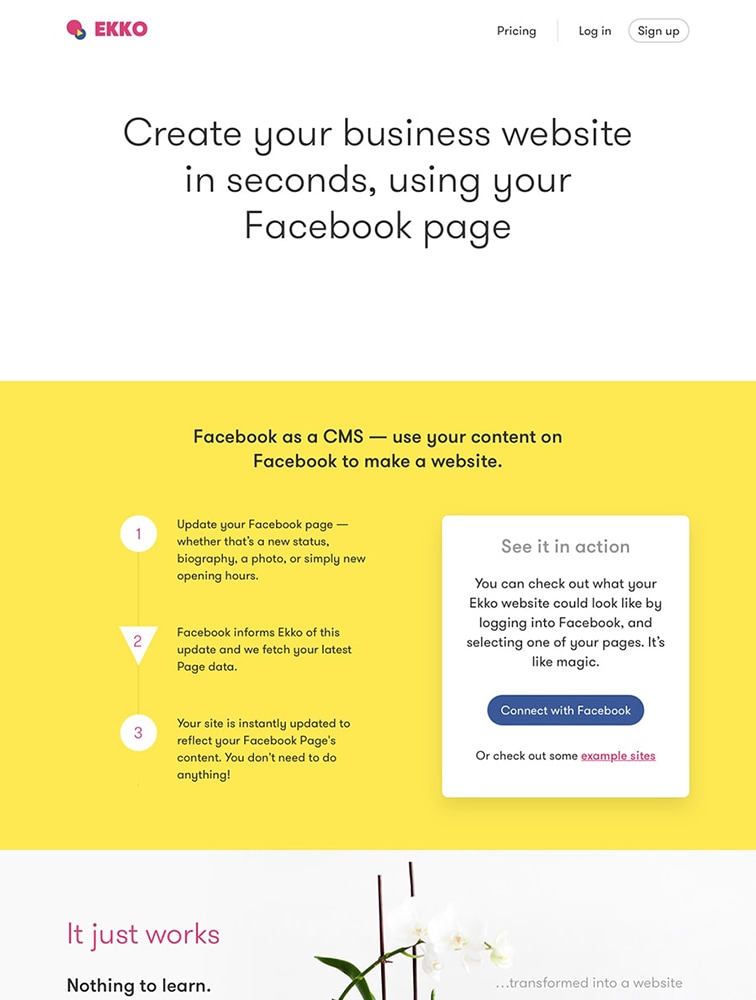 EKKO
Pricing
Log in
Sign up
Create your business website
in seconds, using your
Facebook page
Facebook as a CMS — use your content on
Facebook to make a website.
1
Update your Facebook page —
whether that’s a new status,
biography, a photo, or simply new
opening hours.
2
Facebook informs Ekko of this
update and we fetch your latest
Page data.
3
Your site is instantly updated to
reflect your Facebook Page's
content. You don't need to do
anything!
See it in action
You can check out what your
Ekko website could look like by
logging into Facebook, and
selecting one of your pages. It’s
like magic.
Connect with Facebook
Or check out some example sites
It just works
Nothing to learn.
...transformed into a website